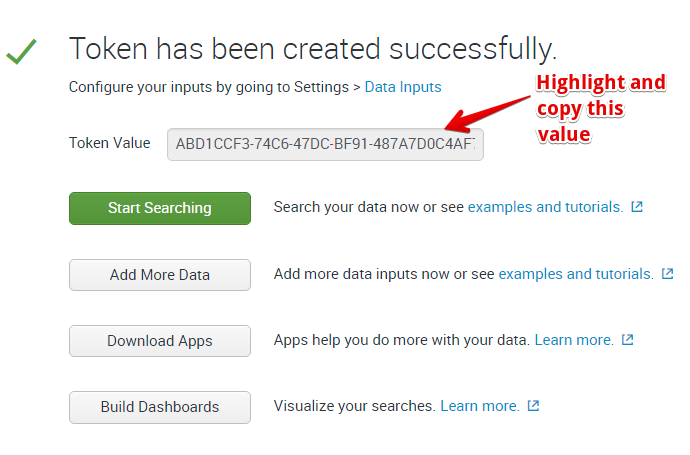 Token has been created successfully.
Configure your inputs by going to Settings > Data Inputs
Highlight and
copy this
value
Token Value ABD1CCF3-74C6-47DC-BF91-487A7D0C4AF
Start Searching Search your data now or see examples and tutorials.
Add More Data Add more data inputs now or see examples and tutorials.
Download Apps Apps help you do more with your data. Learn more.
Build Dashboards Visualize your searches. Learn more.